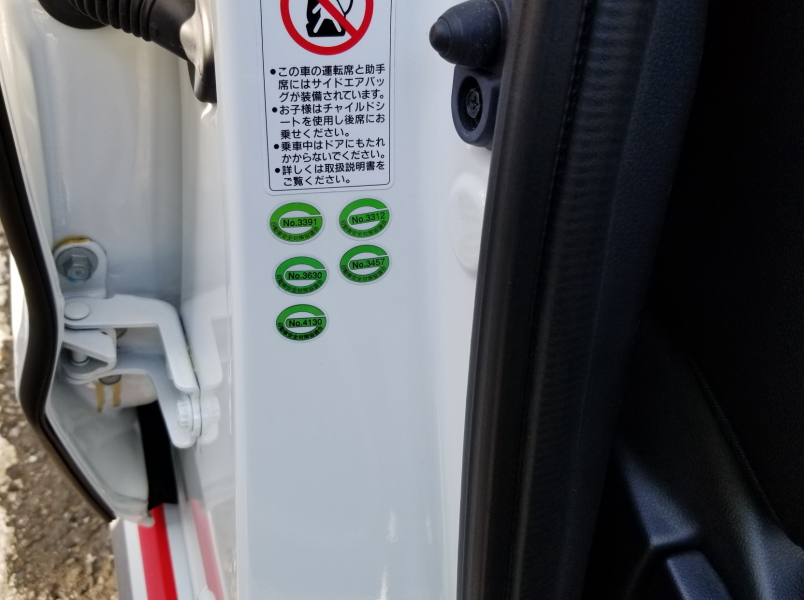 ●この車の運転席と助手
席にはサイドエアバッ
グが装備されています。
●お子様はチャイルドシ
ートを使用し後席にお
乗せください。
●乗車中はドアにもたれ
かからないでください。
●詳しくは取扱説明書を
ご覧ください。
No.3391
No.3312
No.3630
No.3457
No.4130